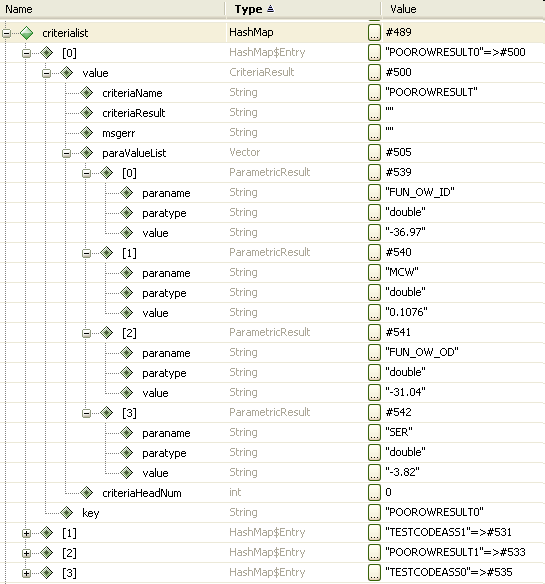 Name Type Value
criterialist HashMap ... #489
[0] HashMap$Entry ... "POOROWRESULT0"=>#500
value CriteriaResult ... #500
criteriaName String ... "POOROWRESULT"
criteriaResult String ... ""
msgerr String ... ""
paraValueList Vector ... #505
[0] ParametricResult ... #539
paraname String ... "FUN_OW_ID"
paratype String ... "double"
value String ... "-36.97"
[1] ParametricResult ... #540
paraname String ... "MCW"
paratype String ... "double"
value String ... "0.1076"
[2] ParametricResult ... #541
paraname String ... "FUN_OW_OD"
paratype String ... "double"
value String ... "-31.04"
[3] ParametricResult ... #542
paraname String ... "SER"
paratype String ... "double"
value String ... "-3.82"
criteriaHeadNum int ... 0
key String ... "POOROWRESULT0"
[1] HashMap$Entry ... "TESTCODEASS1"=>#531
[2] HashMap$Entry ... "POOROWRESULT1"=>#533
[3] HashMap$Entry ... "TESTCODEASS0"=>#535